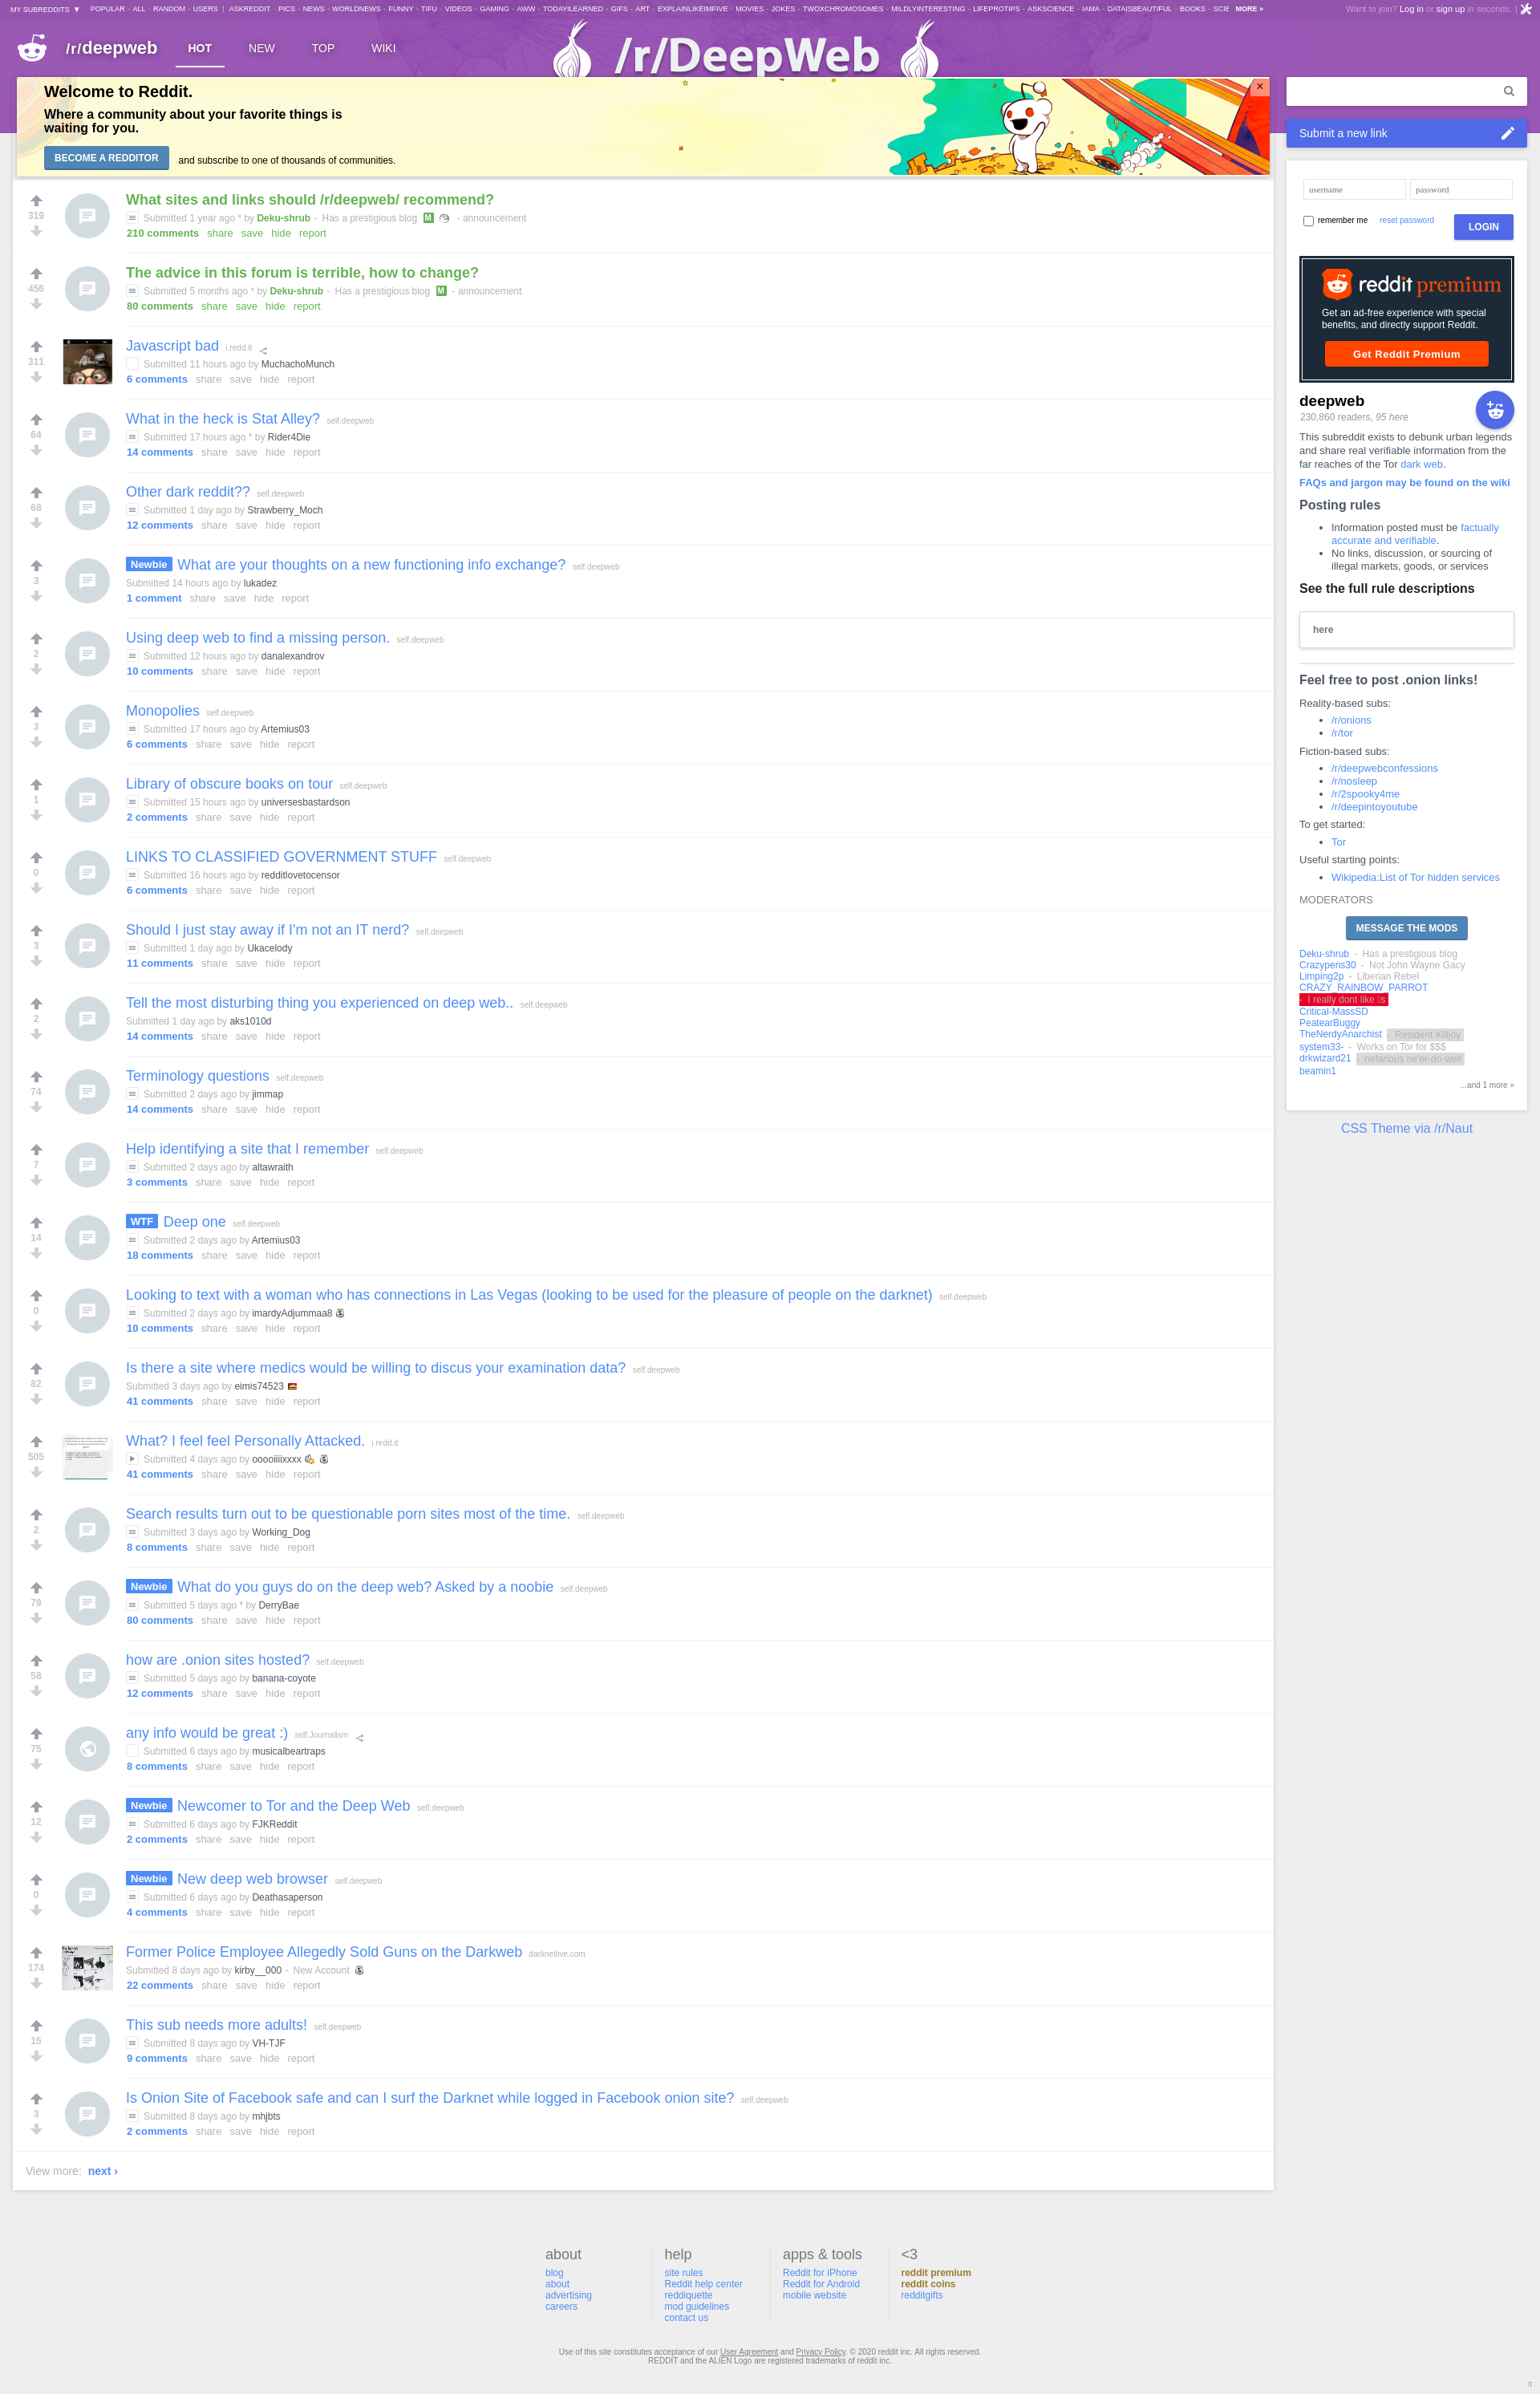 MY SUBREDDITS ▼ POPULAR - ALL - RANDOM - USERS | ASKREDDIT - PICS - NEWS - WORLDNEWS - FUNNY - TIFU - VIDEOS - GAMING - AWW - TODAYILEARNED - GIFS - ART - EXPLAINLIKEIMFIVE - MOVIES - JOKES - TWOXCHROMOSOMES - MILDLYINTERESTING - LIFEPROTIPS - ASKSCIENCE - IAMA - DATAISBEAUTIFUL - BOOKS - SCIE MORE »
Want to join? Log in or sign up in seconds. |
/r/deepweb HOT NEW TOP WIKI
/r/DeepWeb
Welcome to Reddit.
Where a community about your favorite things is
waiting for you.
BECOME A REDDITOR and subscribe to one of thousands of communities.
×
319
What sites and links should /r/deepweb/ recommend?
Submitted 1 year ago * by Deku-shrub - Has a prestigious blog M - announcement
210 comments share save hide report
456
The advice in this forum is terrible, how to change?
Submitted 5 months ago * by Deku-shrub - Has a prestigious blog M - announcement
80 comments share save hide report
311
Javascript bad i.redd.it
Submitted 11 hours ago by MuchachoMunch
6 comments share save hide report
64
What in the heck is Stat Alley? self.deepweb
Submitted 17 hours ago * by Rider4Die
14 comments share save hide report
68
Other dark reddit?? self.deepweb
Submitted 1 day ago by Strawberry_Moch
12 comments share save hide report
3
Newbie What are your thoughts on a new functioning info exchange? self.deepweb
Submitted 14 hours ago by lukadez
1 comment share save hide report
2
Using deep web to find a missing person. self.deepweb
Submitted 12 hours ago by danalexandrov
10 comments share save hide report
3
Monopolies self.deepweb
Submitted 17 hours ago by Artemius03
6 comments share save hide report
1
Library of obscure books on tour self.deepweb
Submitted 15 hours ago by universesbastardson
2 comments share save hide report
0
LINKS TO CLASSIFIED GOVERNMENT STUFF self.deepweb
Submitted 16 hours ago by redditlovetocensor
6 comments share save hide report
3
Should I just stay away if I'm not an IT nerd? self.deepweb
Submitted 1 day ago by Ukacelody
11 comments share save hide report
2
Tell the most disturbing thing you experienced on deep web.. self.deepweb
Submitted 1 day ago by aks1010d
14 comments share save hide report
74
Terminology questions self.deepweb
Submitted 2 days ago by jimmap
14 comments share save hide report
7
Help identifying a site that I remember self.deepweb
Submitted 2 days ago by altawraith
3 comments share save hide report
14
WTF Deep one self.deepweb
Submitted 2 days ago by Artemius03
18 comments share save hide report
0
Looking to text with a woman who has connections in Las Vegas (looking to be used for the pleasure of people on the darknet) self.deepweb
Submitted 2 days ago by imardyAdjummaa8
10 comments share save hide report
82
Is there a site where medics would be willing to discus your examination data? self.deepweb
Submitted 3 days ago by eimis74523
41 comments share save hide report
505
What? I feel feel Personally Attacked. i.redd.it
Submitted 4 days ago by ooooiiiixxxx
41 comments share save hide report
2
Search results turn out to be questionable porn sites most of the time. self.deepweb
Submitted 3 days ago by Working_Dog
8 comments share save hide report
79
Newbie What do you guys do on the deep web? Asked by a noobie self.deepweb
Submitted 5 days ago * by DerryBae
80 comments share save hide report
58
how are .onion sites hosted? self.deepweb
Submitted 5 days ago by banana-coyote
12 comments share save hide report
75
any info would be great :) self.Journalism
Submitted 6 days ago by musicalbeartraps
8 comments share save hide report
12
Newbie Newcomer to Tor and the Deep Web self.deepweb
Submitted 6 days ago by FJKReddit
2 comments share save hide report
0
Newbie New deep web browser self.deepweb
Submitted 6 days ago by Deathasaperson
4 comments share save hide report
174
Former Police Employee Allegedly Sold Guns on the Darkweb darknetlive.com
Submitted 8 days ago by kirby__000 - New Account
22 comments share save hide report
15
This sub needs more adults! self.deepweb
Submitted 8 days ago by VH-TJF
9 comments share save hide report
3
Is Onion Site of Facebook safe and can I surf the Darknet while logged in Facebook onion site? self.deepweb
Submitted 8 days ago by mhjbts
2 comments share save hide report
View more: next ›
Submit a new link
username password
remember me reset password LOGIN
reddit premium
Get an ad-free experience with special
benefits, and directly support Reddit.
Get Reddit Premium
deepweb
230,860 readers, 95 here
This subreddit exists to debunk urban legends
and share real verifiable information from the
far reaches of the Tor dark web.
FAQs and jargon may be found on the wiki
Posting rules
• Information posted must be factually
accurate and verifiable.
• No links, discussion, or sourcing of
illegal markets, goods, or services
See the full rule descriptions
here
Feel free to post .onion links!
Reality-based subs:
• /r/onions
• /r/tor
Fiction-based subs:
• /r/deepwebconfessions
• /r/nosleep
• /r/2spooky4me
• /r/deepintoyoutube
To get started:
• Tor
Useful starting points:
• Wikipedia:List of Tor hidden services
MODERATORS
MESSAGE THE MODS
Deku-shrub - Has a prestigious blog
Crazypens30 - Not John Wayne Gacy
Limping2p - Liberian Rebel
CRAZY_RAINBOW_PARROT
- I really dont like s
Critical-MassSD
PeatearBuggy
TheNerdyAnarchist - Resident Killjoy
system33- - Works on Tor for $$$
drkwizard21 - nefarious ne'er-do-well
beamin1
...and 1 more »
CSS Theme via /r/Naut
about
blog
about
advertising
careers
help
site rules
Reddit help center
reddiquette
mod guidelines
contact us
apps & tools
Reddit for iPhone
Reddit for Android
mobile website
<3
reddit premium
reddit coins
redditgifts
Use of this site constitutes acceptance of our User Agreement and Privacy Policy. © 2020 reddit inc. All rights reserved.
REDDIT and the ALIEN Logo are registered trademarks of reddit inc.
π